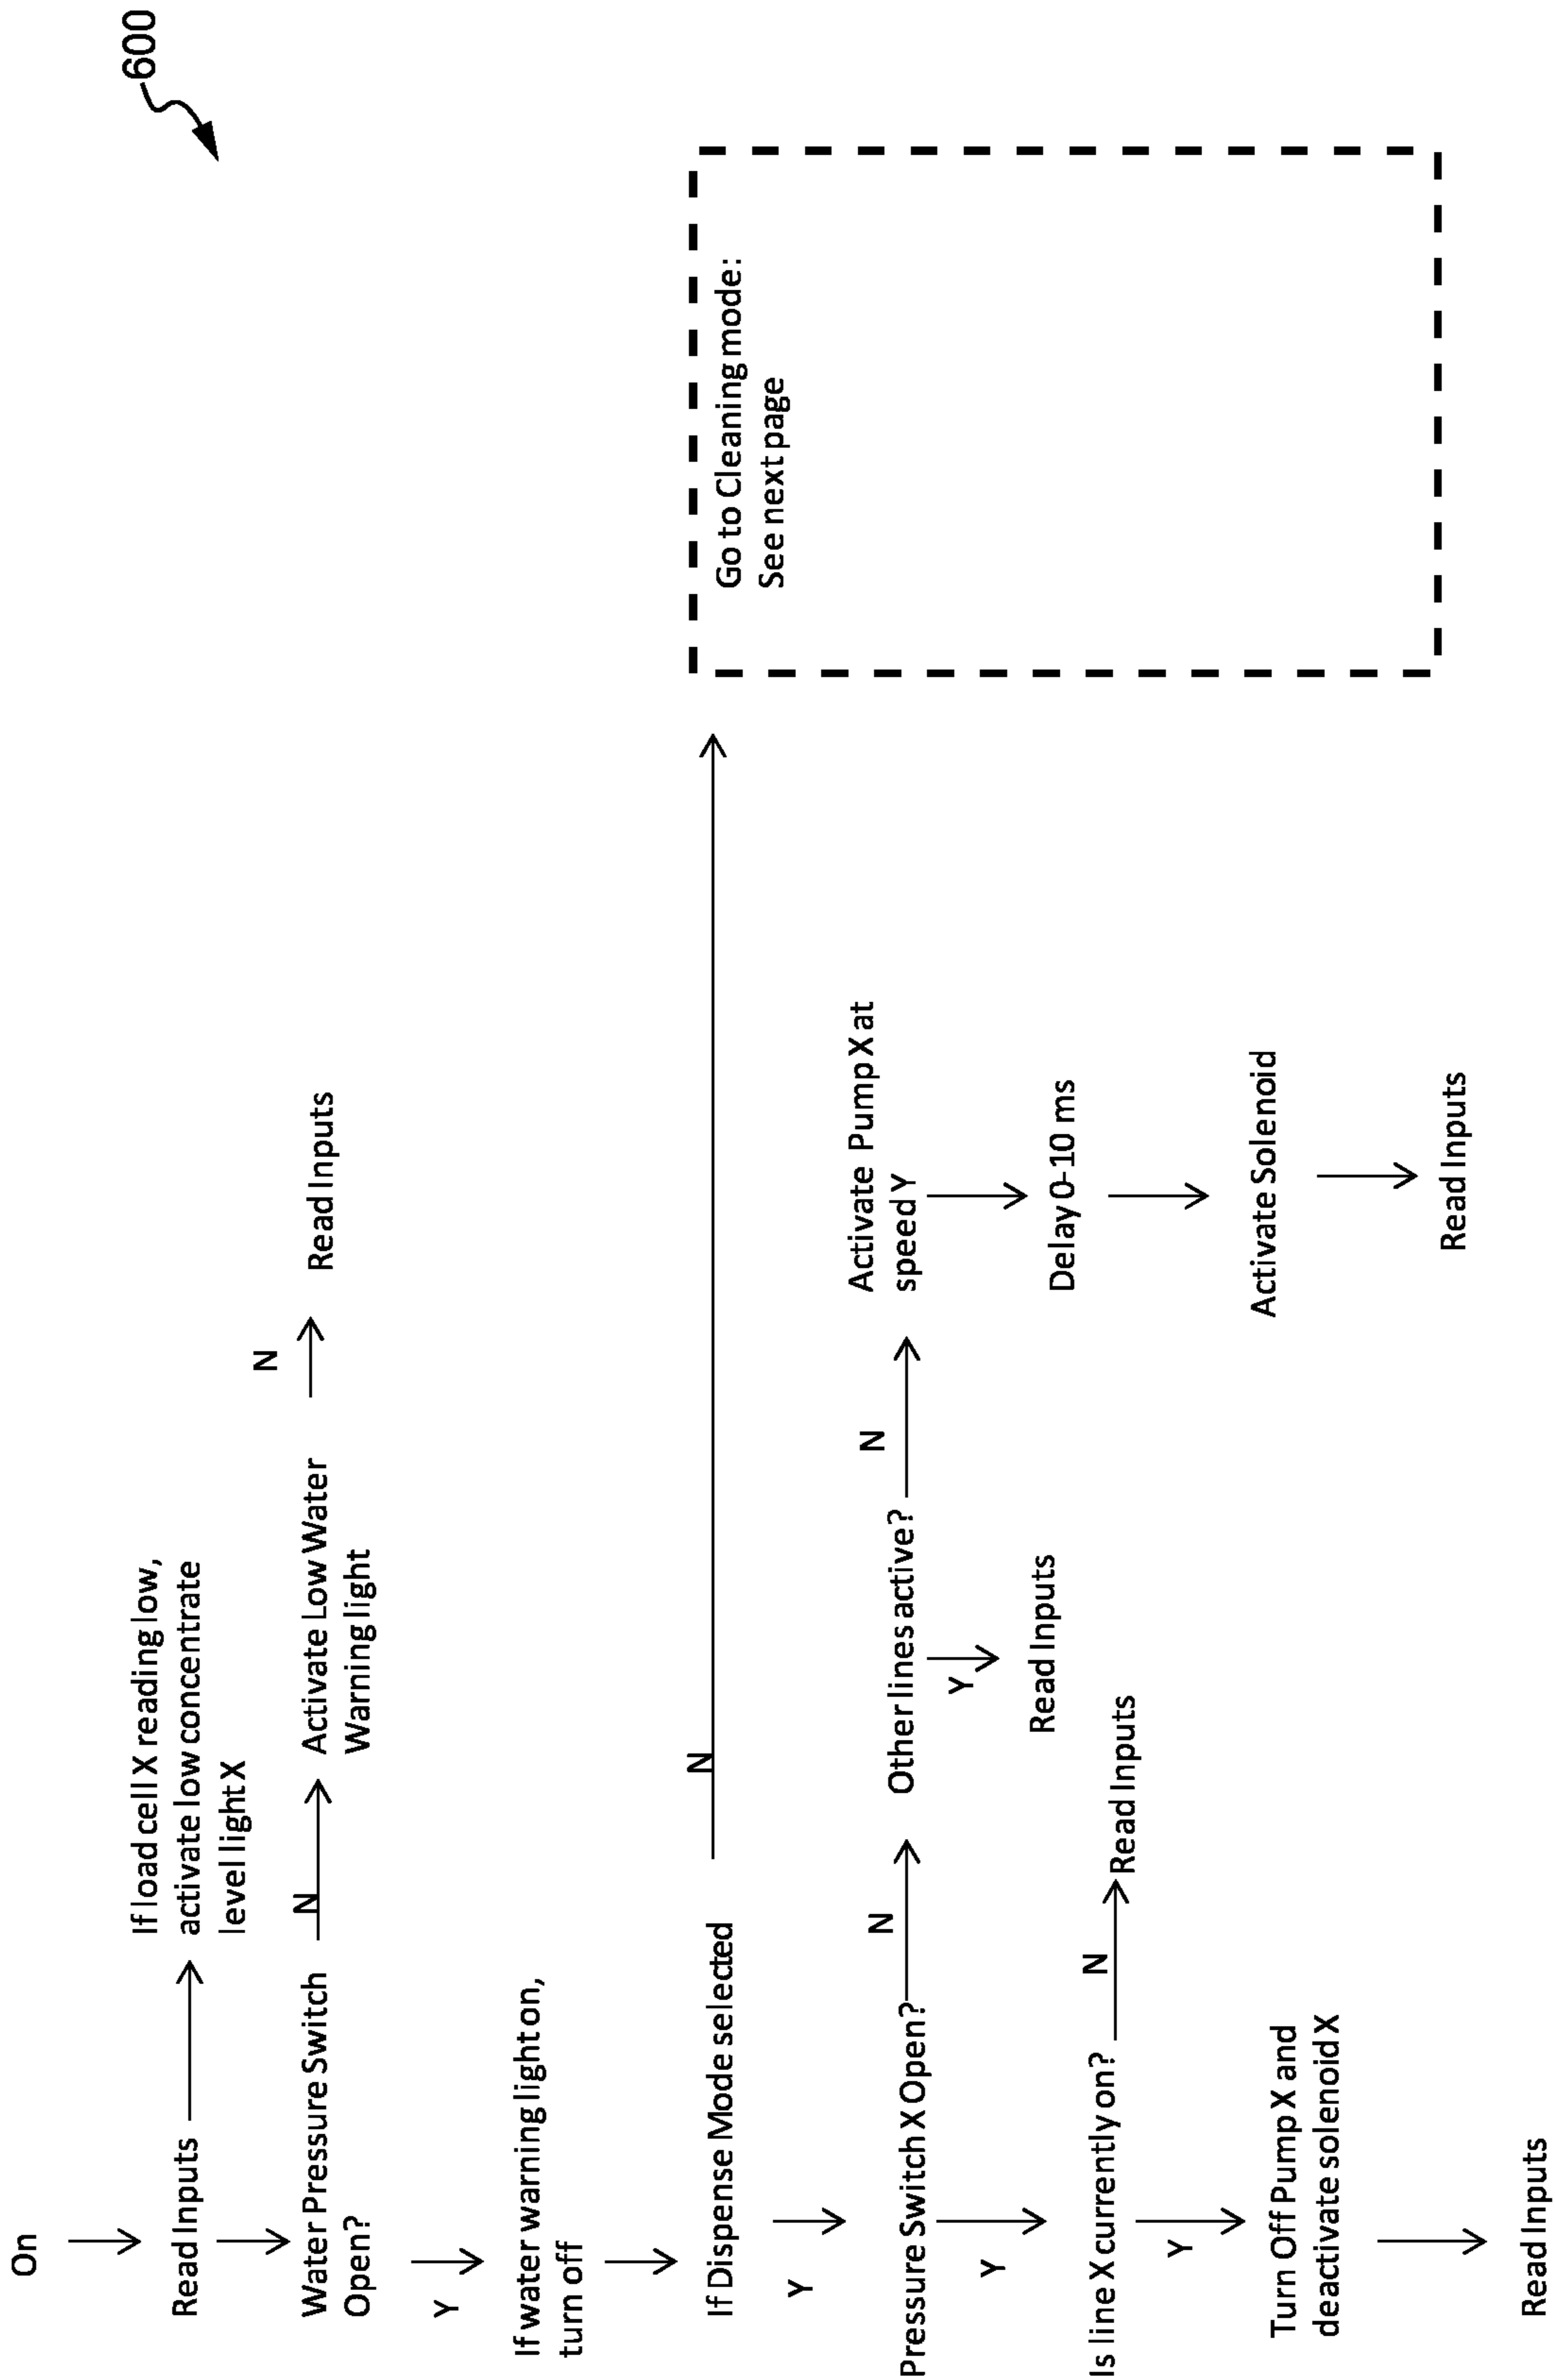 600
On
Read Inputs
If load cell X reading low,
activate low concentrate
level light X
Water Pressure Switch
Open?
N
Activate Low Water
Warning light
N
Read Inputs
Y
If water warning light on,
turn off
If Dispense Mode selected
N
Go to Cleaning mode:
See next page
Y
Pressure Switch X Open?
N
Other lines active?
N
Activate Pump X at
speed Y
Y
Read Inputs
Delay 0-10 ms
Activate Solenoid
Read Inputs
Y
Is line X currently on?
N
Read Inputs
Y
Turn Off Pump X and
deactivate solenoid X
Read Inputs